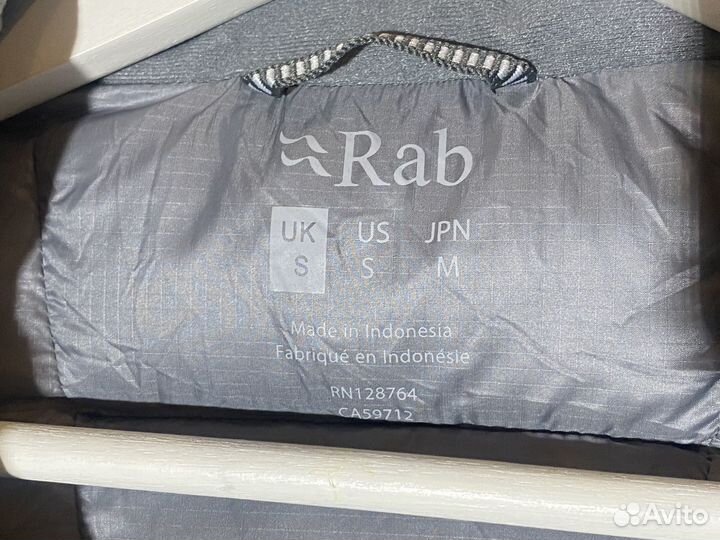 Rab
UK US JPN
S S M
Made in Indonesia
Fabriqué en Indonésie
RN128764
CA59712
Avito